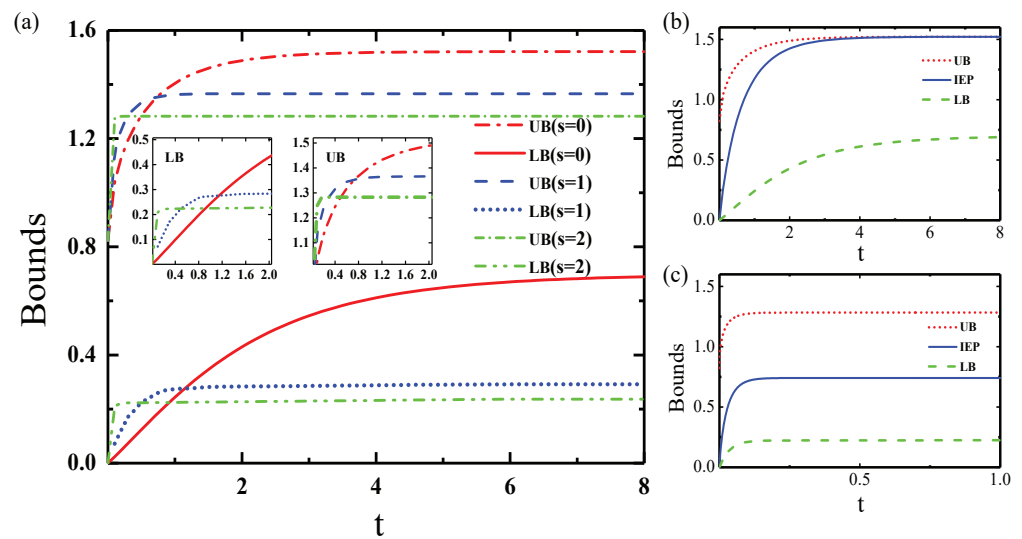 (a)
1.6
1.2
0.8
0.4
0.0
Bounds
2
4
6
8
t
UB(s=0)
LB(s=0)
UB(s=1)
LB(s=1)
UB(s=2)
LB(s=2)
LB
0.5
0.4
0.3
0.2
0.1
0.4 0.8 1.2 1.6 2.0
UB
1.5
1.4
1.3
1.2
1.1
0.4 0.8 1.2 1.6 2.0
(b)
1.5
1.0
0.5
0.0
Bounds
2
4
6
8
t
UB
IEP
LB
(c)
1.5
1.0
0.5
0.0
Bounds
0.5
1.0
t
UB
IEP
LB